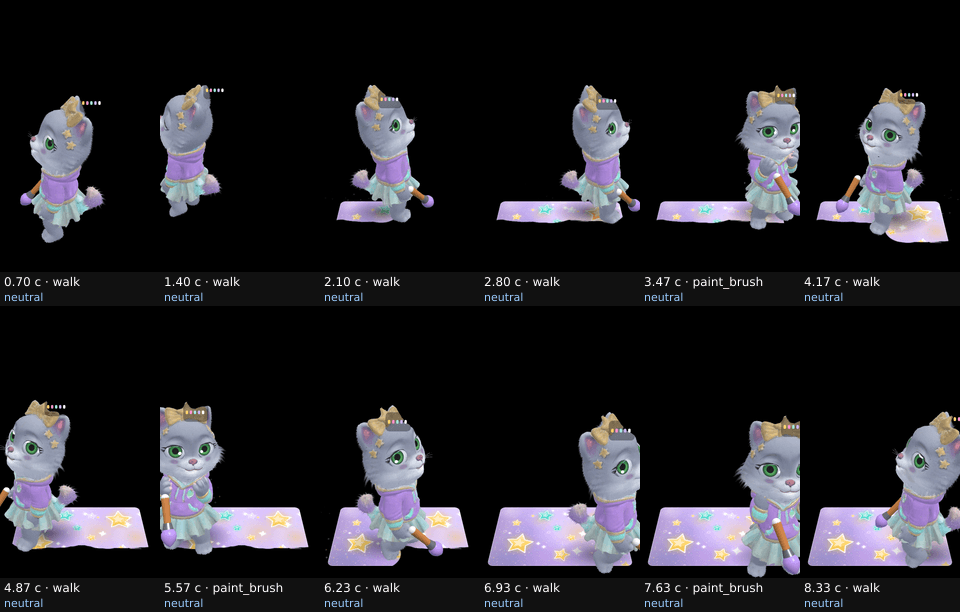 0.70 с · walk
neutral
1.40 с · walk
neutral
2.10 с · walk
neutral
2.80 с · walk
neutral
3.47 с · paint_brush
neutral
4.17 с · walk
neutral
4.87 с · walk
neutral
5.57 с · paint_brush
neutral
6.23 с · walk
neutral
6.93 с · walk
neutral
7.63 с · paint_brush
neutral
8.33 с · walk
neutral